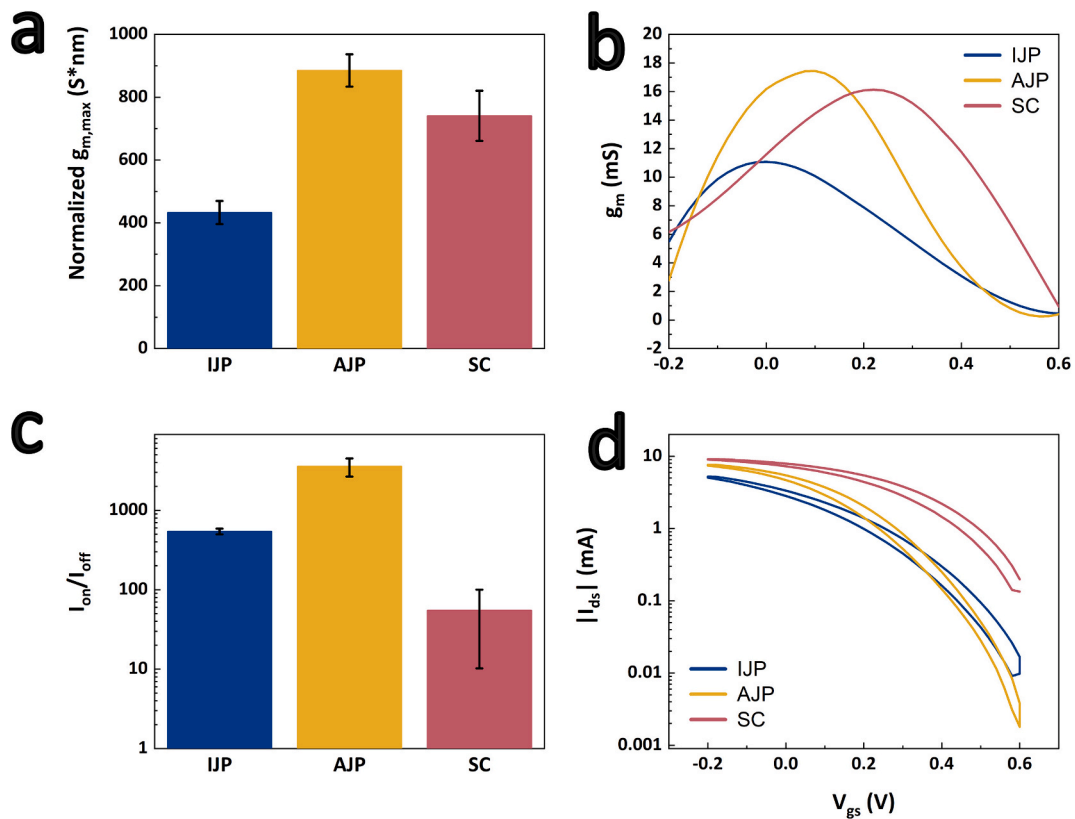 a
Normalized gm,max (S*nm)
1000
800
600
400
200
0
IJP AJP SC
b
gm (mS)
20
18
16
14
12
10
8
6
4
2
0
-2
-0.2 0.0 0.2 0.4 0.6
IJP
AJP
SC
c
Ion/Ioff
1000
100
10
1
IJP AJP SC
d
|Ids| (mA)
10
1
0.1
0.01
0.001
IJP
AJP
SC
-0.2 0.0 0.2 0.4 0.6
Vgs (V)